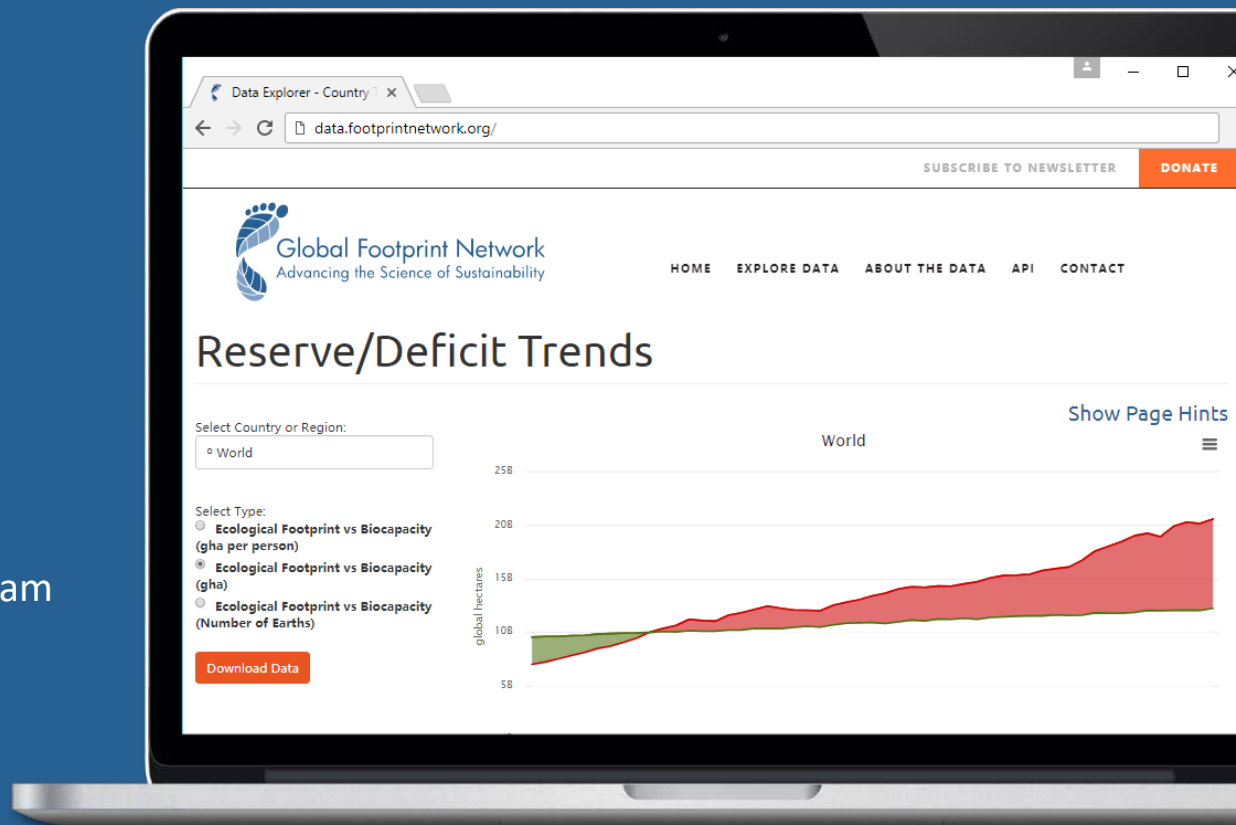 Data Explorer - Country T
data.footprintnetwork.org/
SUBSCRIBE TO NEWSLETTER DONATE
Global Footprint Network
Advancing the Science of Sustainability
HOME EXPLORE DATA ABOUT THE DATA API CONTACT
Reserve/Deficit Trends
Show Page Hints
Select Country or Region:
World
World
Select Type:
Ecological Footprint vs Biocapacity
(gha per person)
Ecological Footprint vs Biocapacity
(gha)
Ecological Footprint vs Biocapacity
(Number of Earths)
Download Data
global hectares
25B
20B
15B
10B
5B
am